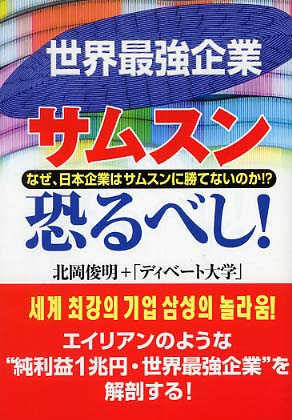 世界最強企業
サムスン
なぜ、日本企業はサムスンに勝てないのか!?
恐るべし!
北岡俊明+「ディベート大学」
세계 최강의 기업 삼성의 놀라움!
エイリアンのような
“純利益1兆円・世界最強企業”を
解剖する!